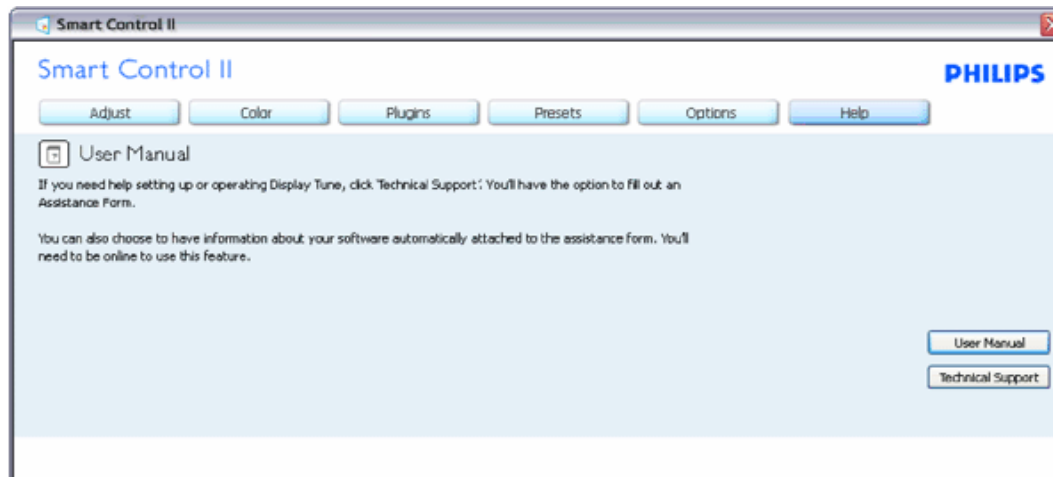 Smart Control II
Smart Control II
PHILIPS
Adjust
Color
Plugins
Presets
Options
Help
User Manual
If you need help setting up or operating Display Tune, click 'Technical Support'. You'll have the option to fill out an
Assistance Form.
You can also choose to have information about your software automatically attached to the assistance form. You'll
need to be online to use this feature.
User Manual
Technical Support